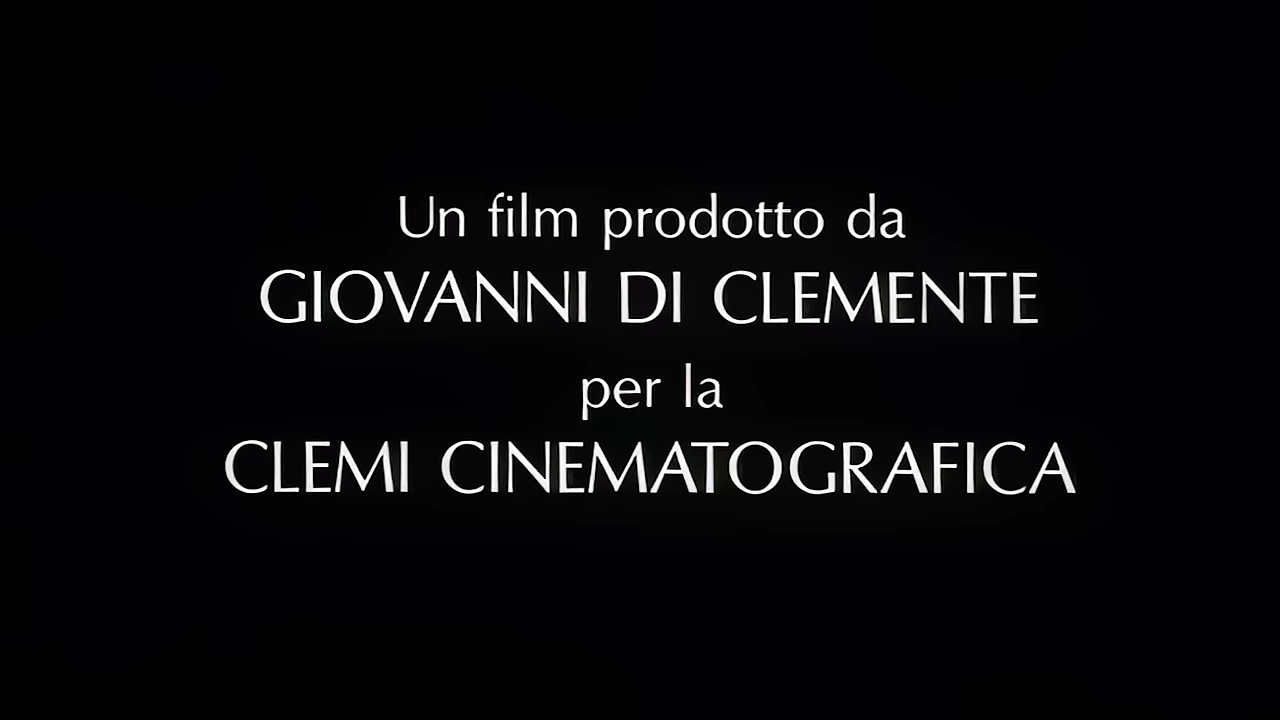 Un film prodotto da
GIOVANNI DI CLEMENTE
per la
CLEMI CINEMATOGRAFICA